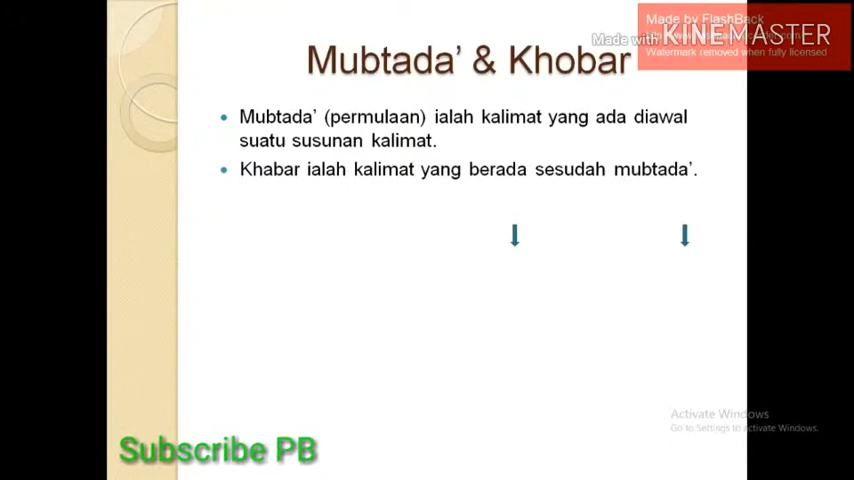 Made by FlashBack
Made with KINEMASTER
Watermark removed when fully licensed
Mubtada' & Khobar
• Mubtada' (permulaan) ialah kalimat yang ada diawal
suatu susunan kalimat.
• Khabar ialah kalimat yang berada sesudah mubtada'.
Activate Windows
Go to Settings to activate Windows.
Subscribe PB